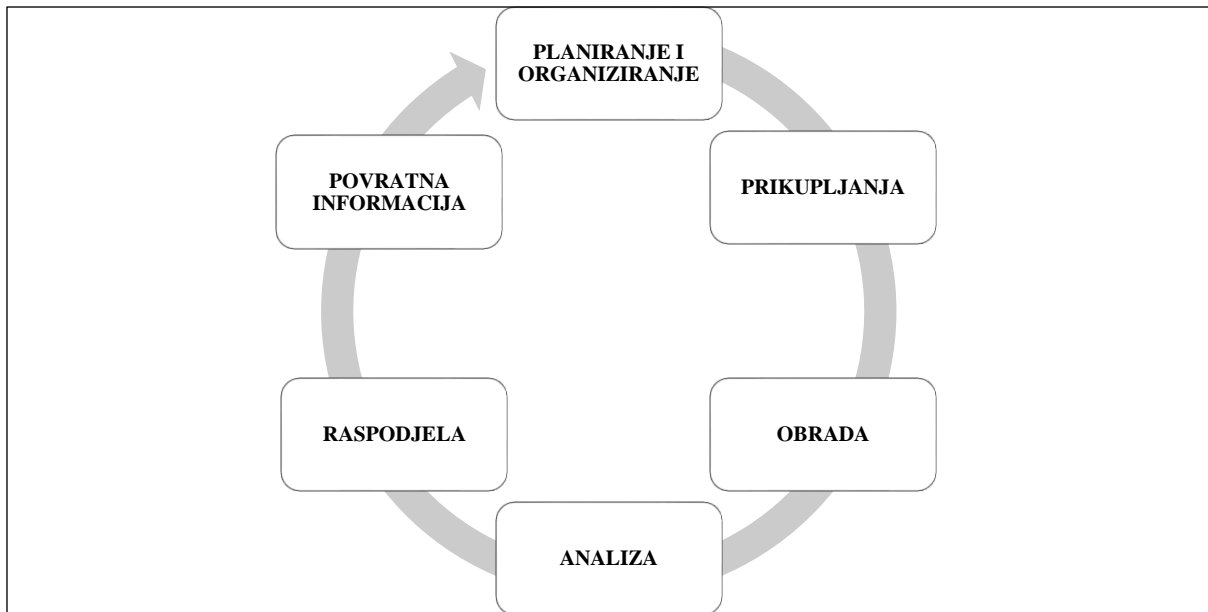 PLANIRANJE I
ORGANIZIRANJE
PRIKUPLJANJA
OBRADA
ANALIZA
RASPODJELA
POVRATNA
INFORMACIJA